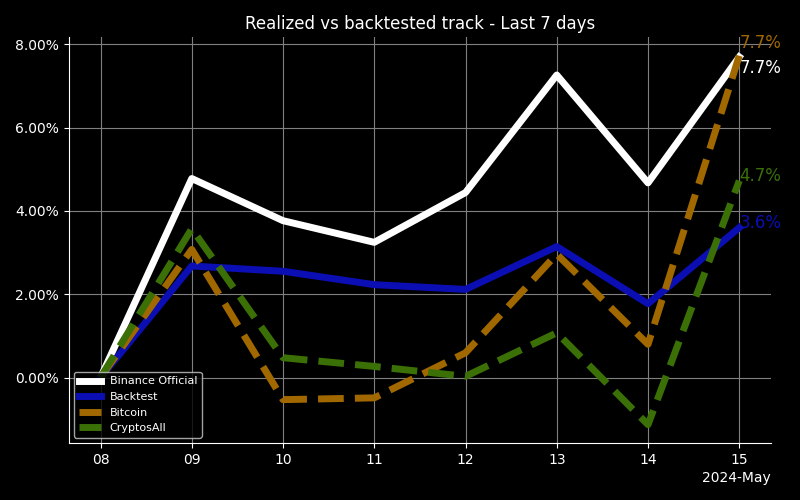 Realized vs backtested track - Last 7 days
8.00%
6.00%
4.00%
2.00%
0.00%
7.7%
7.7%
4.7%
3.6%
Binance Official
Backtest
Bitcoin
CryptosAll
08 09 10 11 12 13 14 15
2024-May